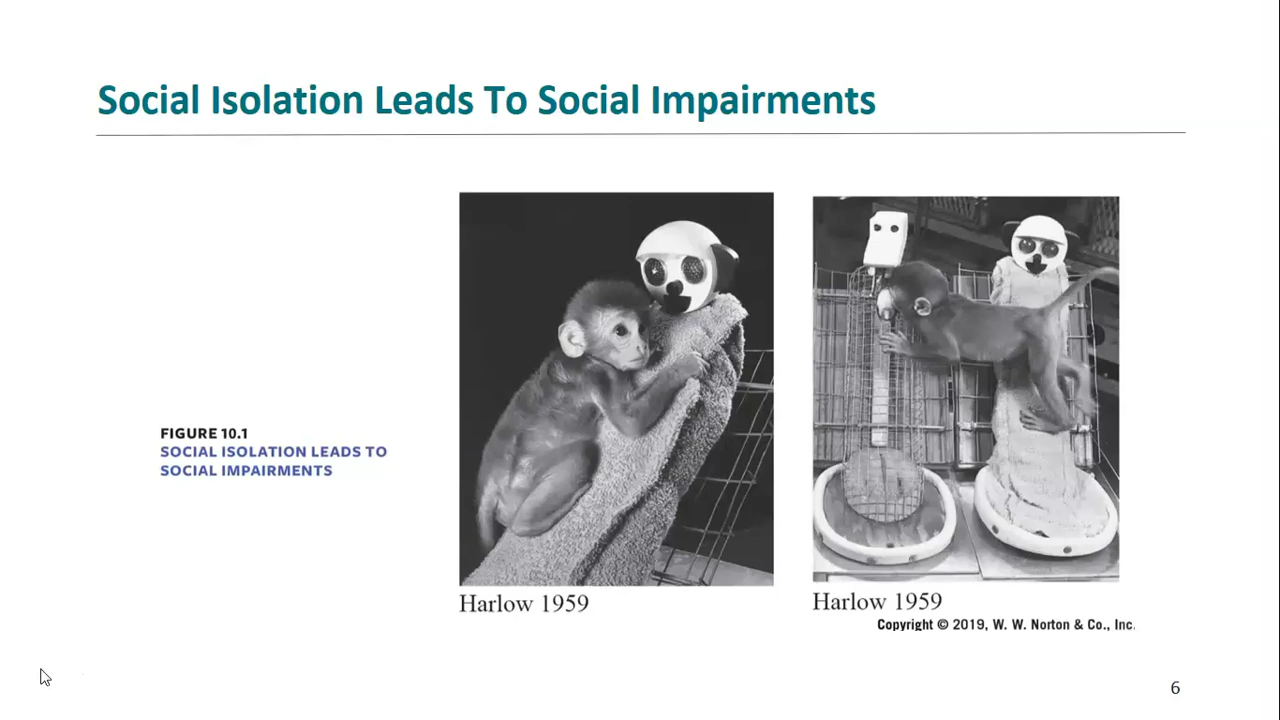 Social Isolation Leads To Social Impairments
FIGURE 10.1
SOCIAL ISOLATION LEADS TO
SOCIAL IMPAIRMENTS
Harlow 1959
Harlow 1959
Copyright © 2019, W. W. Norton & Co., Inc.
6